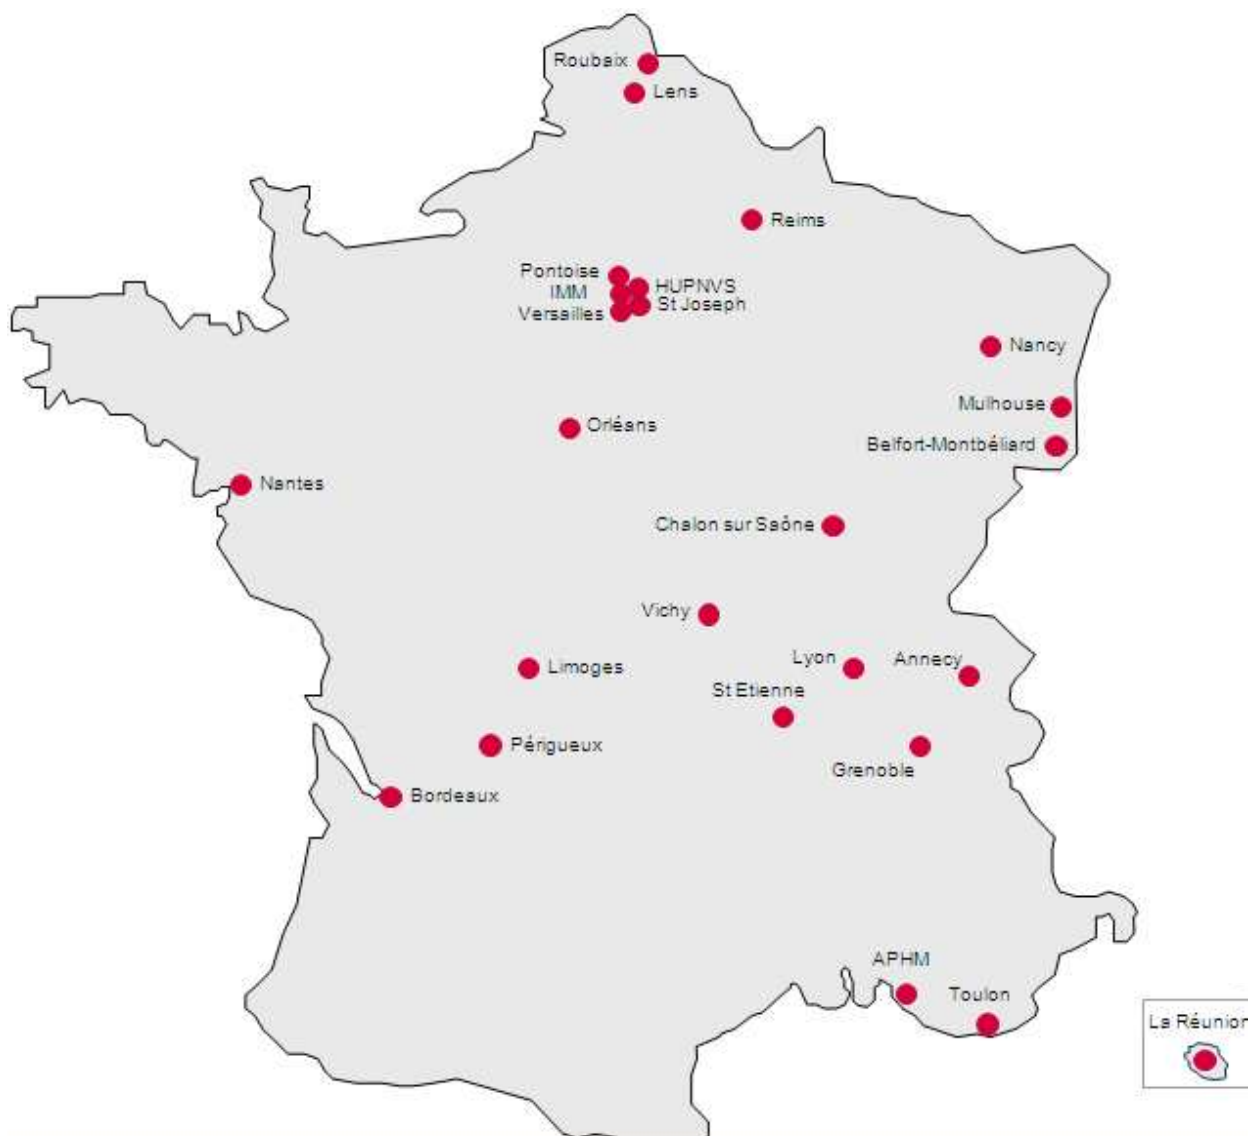 Roubaix
Lens
Reims
Pontoise
HUPNVS
IMM
St Joseph
Versailles
Nancy
Mulhouse
Orléans
Belfort-Montbéliard
Nantes
Chalon sur Saône
Vichy
Lyon
Annecy
Limoges
St Etienne
Périgueux
Grenoble
Bordeaux
APHM
Toulon
La Réunion